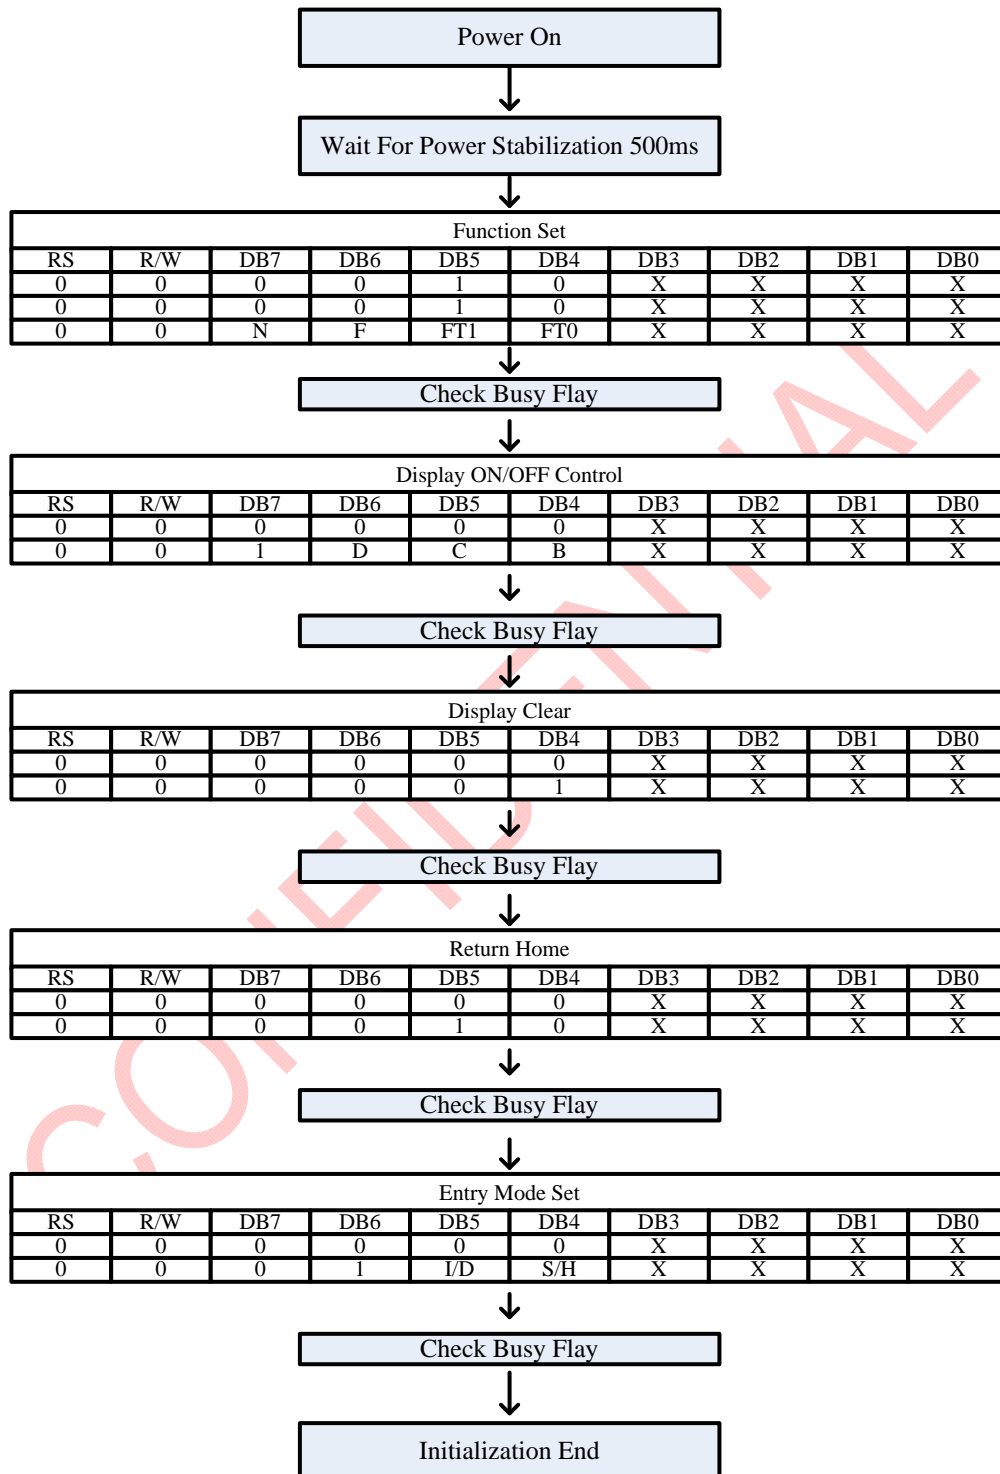 Power On
Wait For Power Stabilization 500ms
Function Set
RS R/W DB7 DB6 DB5 DB4 DB3 DB2 DB1 DB0
0 0 0 0 1 0 X X X X
0 0 0 0 1 0 X X X X
0 0 N F FT1 FT0 X X X X
Check Busy Flay
Display ON/OFF Control
RS R/W DB7 DB6 DB5 DB4 DB3 DB2 DB1 DB0
0 0 0 0 0 0 X X X X
0 0 1 D C B X X X X
Check Busy Flay
Display Clear
RS R/W DB7 DB6 DB5 DB4 DB3 DB2 DB1 DB0
0 0 0 0 0 0 X X X X
0 0 0 0 0 1 X X X X
Check Busy Flay
Return Home
RS R/W DB7 DB6 DB5 DB4 DB3 DB2 DB1 DB0
0 0 0 0 0 0 X X X X
0 0 0 0 1 0 X X X X
Check Busy Flay
Entry Mode Set
RS R/W DB7 DB6 DB5 DB4 DB3 DB2 DB1 DB0
0 0 0 0 0 0 X X X X
0 0 0 1 I/D S/H X X X X
Check Busy Flay
Initialization End
CONFIDENTIAL